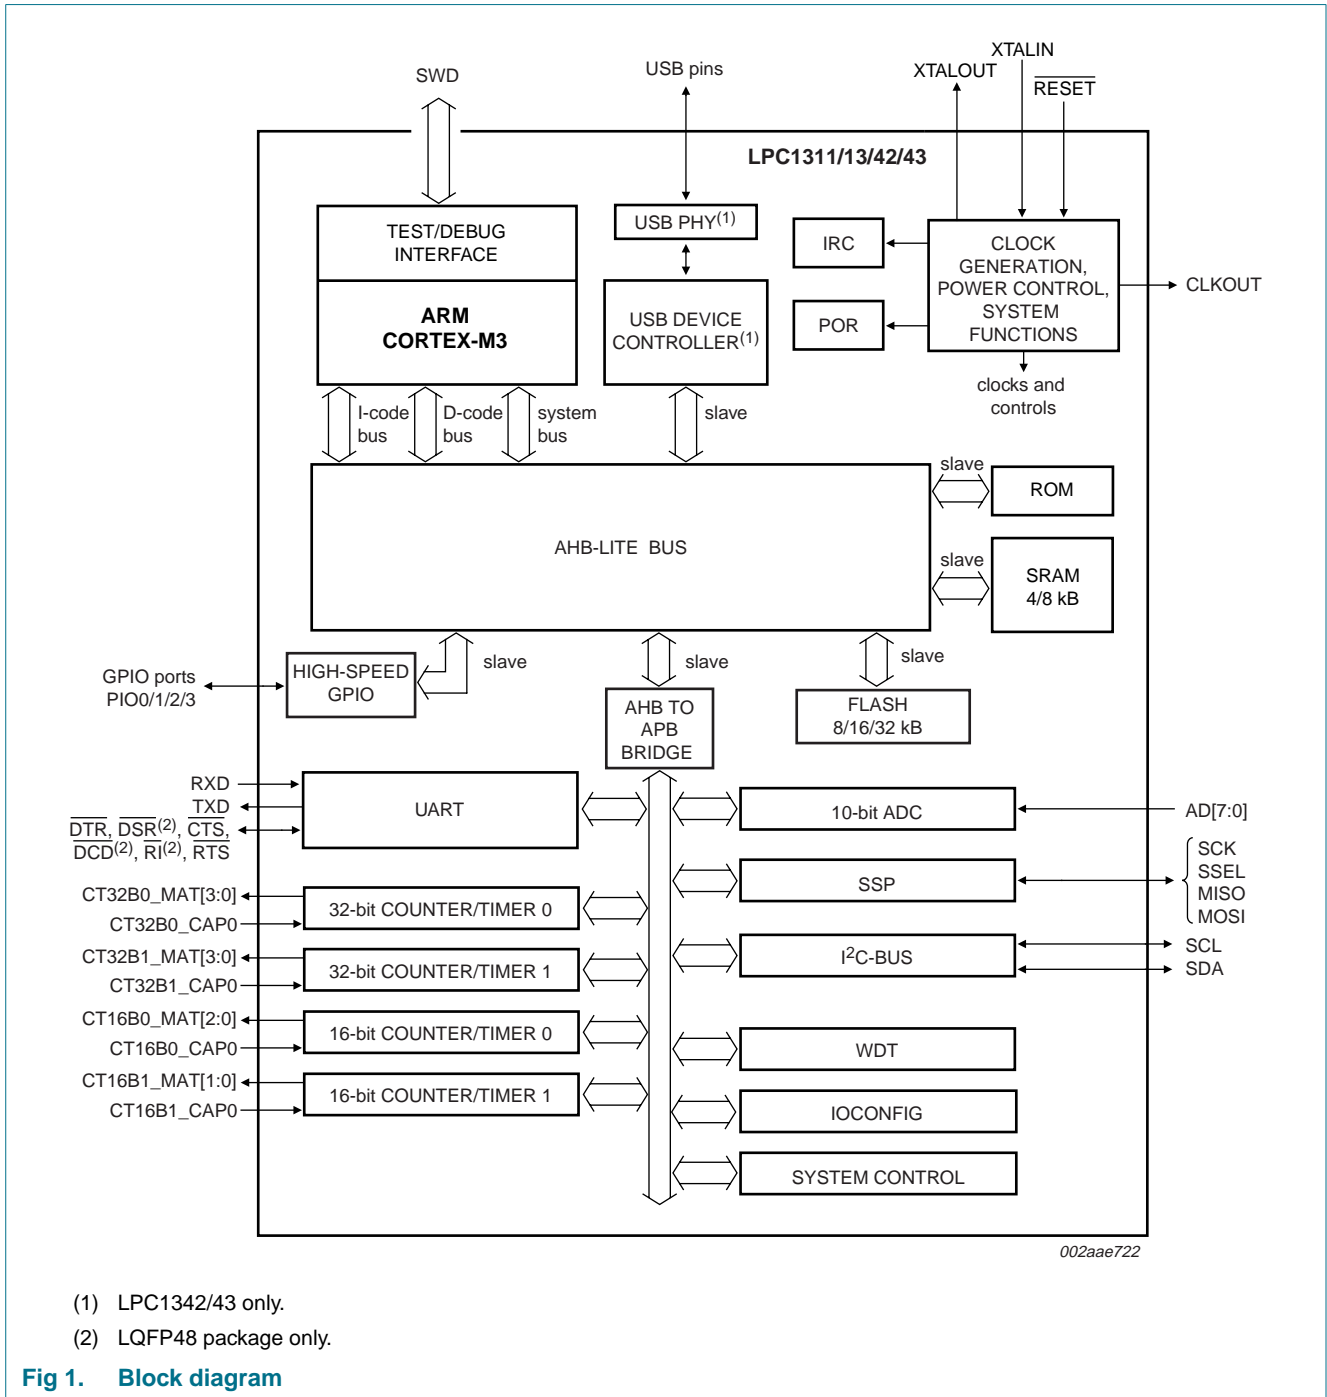 XTALIN
XTALOUT
RESET
SWD
USB pins
LPC1311/13/42/43
TEST/DEBUG
INTERFACE
ARM
CORTEX-M3
USB PHY(1)
USB DEVICE
CONTROLLER(1)
IRC
POR
CLOCK
GENERATION,
POWER CONTROL,
SYSTEM
FUNCTIONS
CLKOUT
clocks and
controls
I-code
bus
D-code
bus
system
bus
slave
AHB-LITE BUS
slave
ROM
slave
SRAM
4/8 kB
GPIO ports
PIO0/1/2/3
HIGH-SPEED
GPIO
slave
slave
slave
AHB TO
APB
BRIDGE
FLASH
8/16/32 kB
RXD
TXD
DTR, DSR(2), CTS,
DCD(2), RI(2), RTS
UART
10-bit ADC
AD[7:0]
SSP
SCK
SSEL
MISO
MOSI
CT32B0_MAT[3:0]
CT32B0_CAP0
32-bit COUNTER/TIMER 0
I2C-BUS
SCL
SDA
CT32B1_MAT[3:0]
CT32B1_CAP0
32-bit COUNTER/TIMER 1
CT16B0_MAT[2:0]
CT16B0_CAP0
16-bit COUNTER/TIMER 0
WDT
CT16B1_MAT[1:0]
CT16B1_CAP0
16-bit COUNTER/TIMER 1
IOCONFIG
SYSTEM CONTROL
002aae722
(1) LPC1342/43 only.
(2) LQFP48 package only.
Fig 1. Block diagram